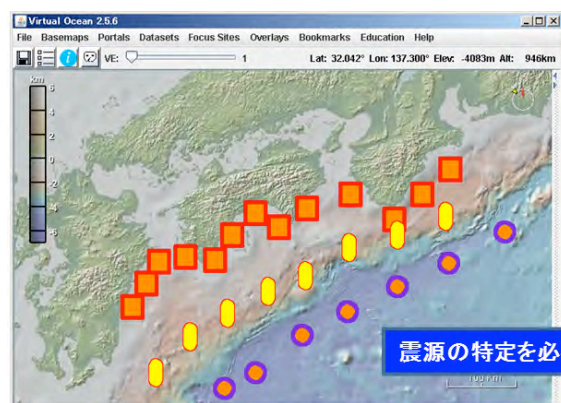 Virtual Ocean 2.5.6
File Basemaps Portals Datasets Focus Sites Overlays Bookmarks Education Help
VE: 1 Lat: 32.042° Lon: 137.300° Elev: -4083m Alt: 946km
km
6
4
2
0
-2
-4
-6
震源の特定を必
100 km